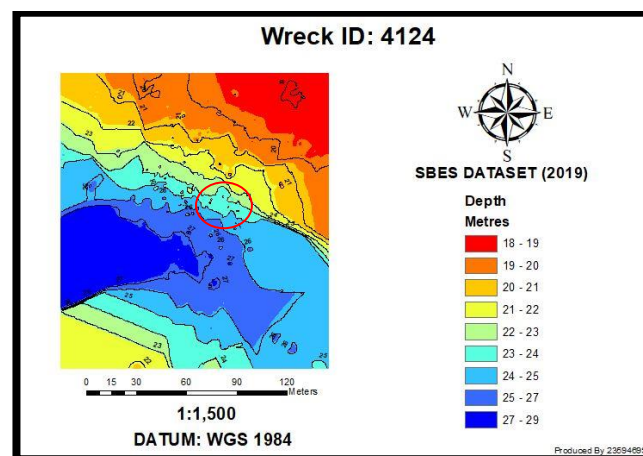 Wreck ID: 4124
N
W E
S
SBES DATASET (2019)
Depth
Metres
18 - 19
19 - 20
20 - 21
21 - 22
22 - 23
23 - 24
24 - 25
25 - 27
27 - 29
0 15 30 60 90 120
Meters
1:1,500
DATUM: WGS 1984